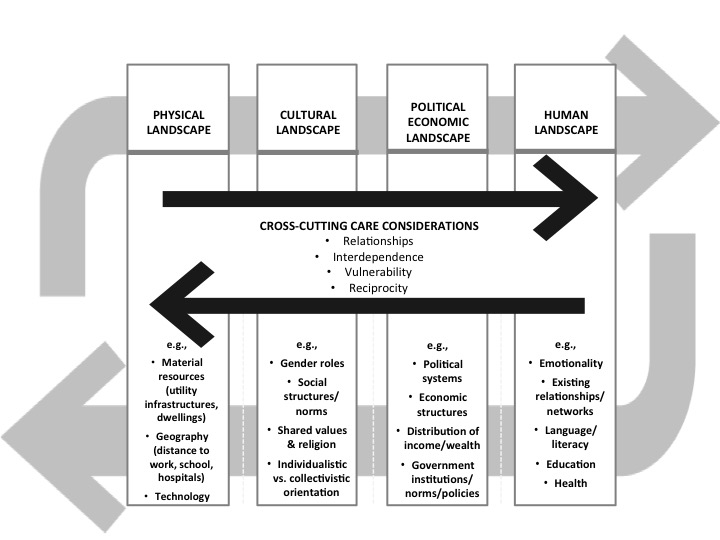 PHYSICAL
LANDSCAPE
CULTURAL
LANDSCAPE
POLITICAL
ECONOMIC
LANDSCAPE
HUMAN
LANDSCAPE
CROSS-CUTTING CARE CONSIDERATIONS
• Relationships
• Interdependence
• Vulnerability
• Reciprocity
e.g.,
• Material
resources
(utility
infrastructures,
dwellings)
• Geography
(distance to
work, school,
hospitals)
• Technology
e.g.,
• Gender roles
• Social
structures/
norms
• Shared values
& religion
• Individualistic
vs. collectivistic
orientation
e.g.,
• Political
systems
• Economic
structures
• Distribution of
income/wealth
• Government
institutions/
norms/policies
e.g.,
• Emotionality
• Existing
relationships/
networks
• Language/
literacy
• Education
• Health